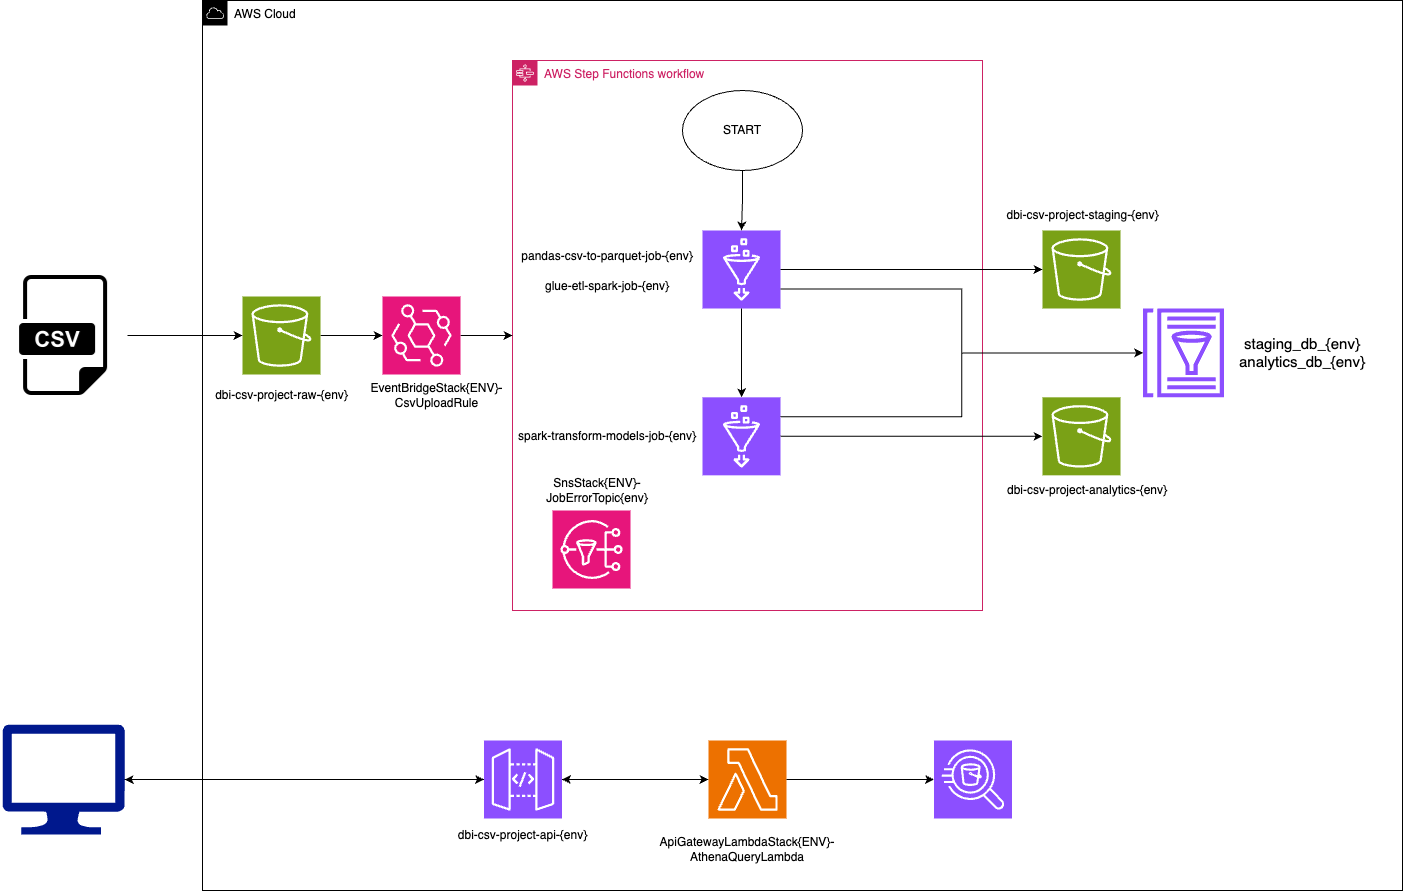 AWS Cloud
AWS Step Functions workflow
START
dbi-csv-project-staging-{env}
pandas-csv-to-parquet-job-{env}
glue-etl-spark-job-{env}
CSV
staging_db_{env}
analytics_db_{env}
dbi-csv-project-raw-{env}
EventBridgeStack{ENV}-
CsvUploadRule
spark-transform-models-job-{env}
SnsStack{ENV}-
JobErrorTopic{env}
dbi-csv-project-analytics-{env}
</>
dbi-csv-project-api-{env}
ApiGatewayLambdaStack{ENV}-
AthenaQueryLambda